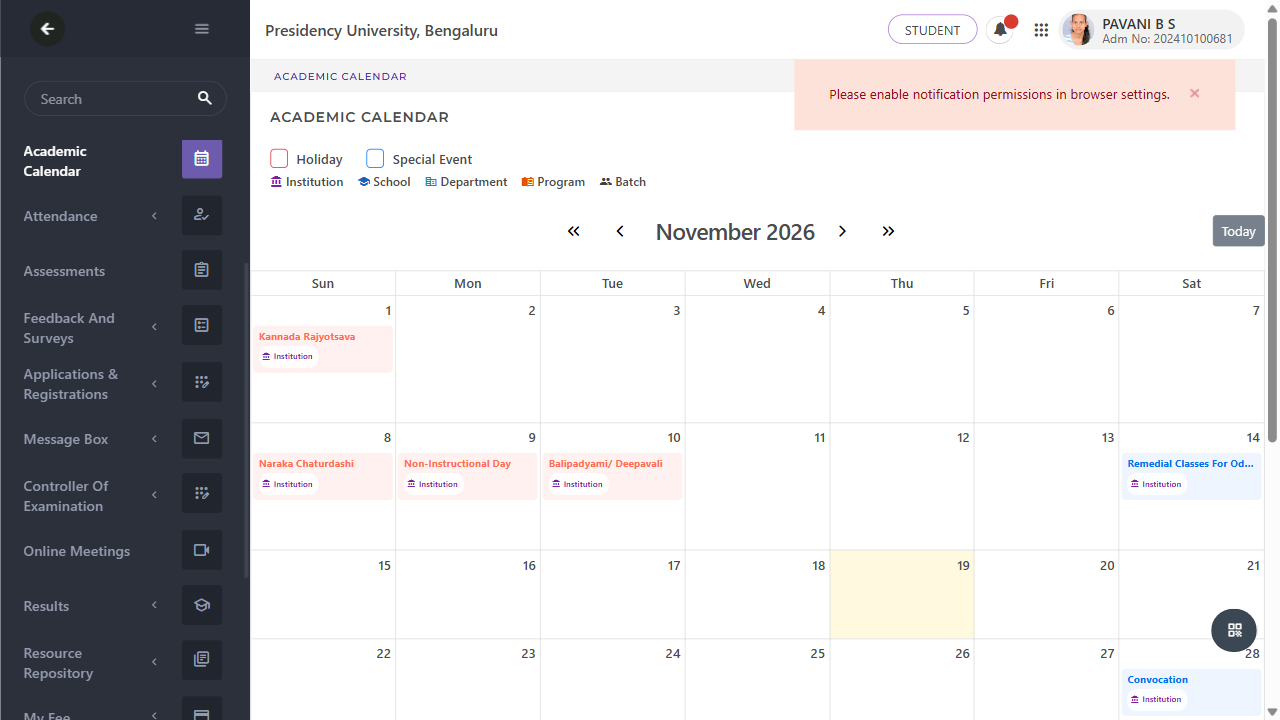 Presidency University, Bengaluru
STUDENT
PAVANI B S
Adm No: 202410100681
Search
Academic
Calendar
Attendance
Assessments
Feedback And
Surveys
Applications &
Registrations
Message Box
Controller Of
Examination
Online Meetings
Results
Resource
Repository
My Fee
ACADEMIC CALENDAR
Please enable notification permissions in browser settings. ×
ACADEMIC CALENDAR
Holiday Special Event
Institution School Department Program Batch
November 2026
Today
Sun Mon Tue Wed Thu Fri Sat
1 2 3 4 5 6 7
Kannada Rajyotsava
Institution
8 9 10 11 12 13 14
Naraka Chaturdashi Non-Instructional Day Balipadyami/ Deepavali Remedial Classes For Od...
Institution Institution Institution Institution
15 16 17 18 19 20 21
22 23 24 25 26 27 28
Convocation
Institution